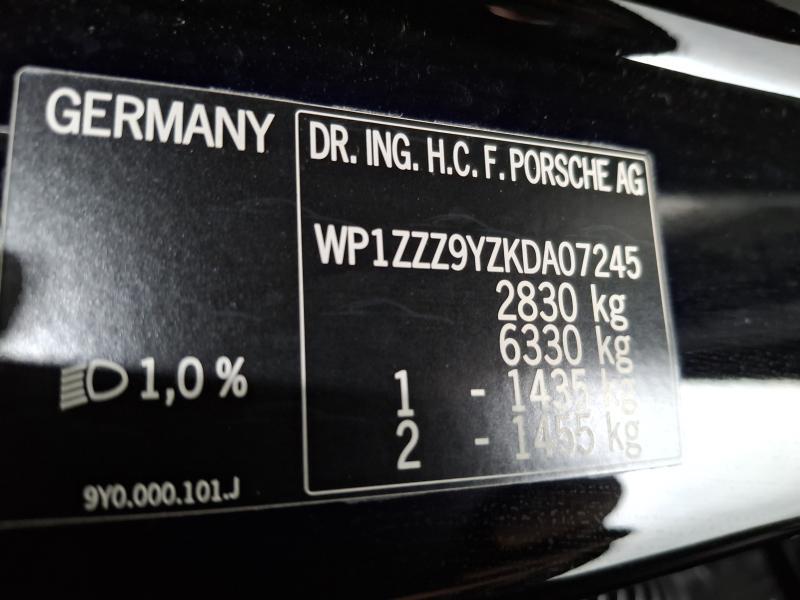 GERMANY
DR. ING. H.C. F. PORSCHE AG
WP1ZZZ9YZKDA07245
2830 kg
6330 kg
1 - 1435 kg
2 - 1455 kg
1,0 %
9Y0.000.101.J